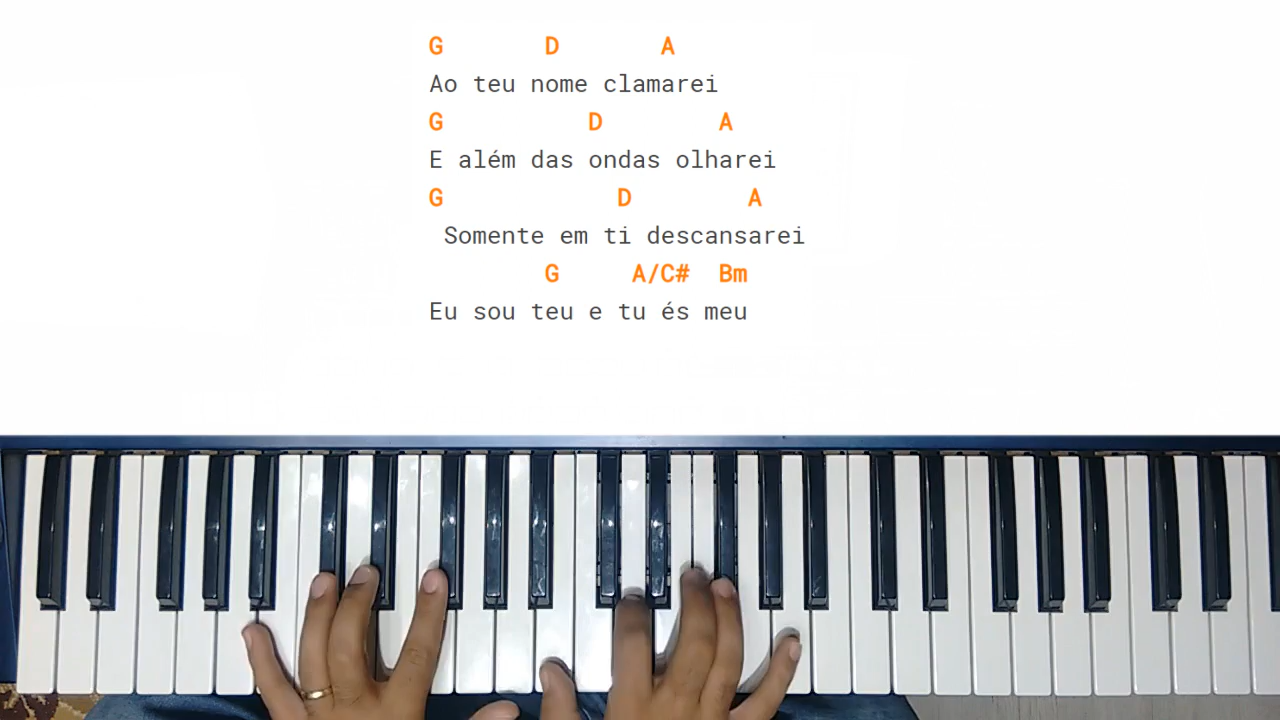 G       D       A
Ao teu nome clamarei
G          D        A
E além das ondas olharei
G            D        A
 Somente em ti descansarei
        G     A/C#  Bm
Eu sou teu e tu és meu